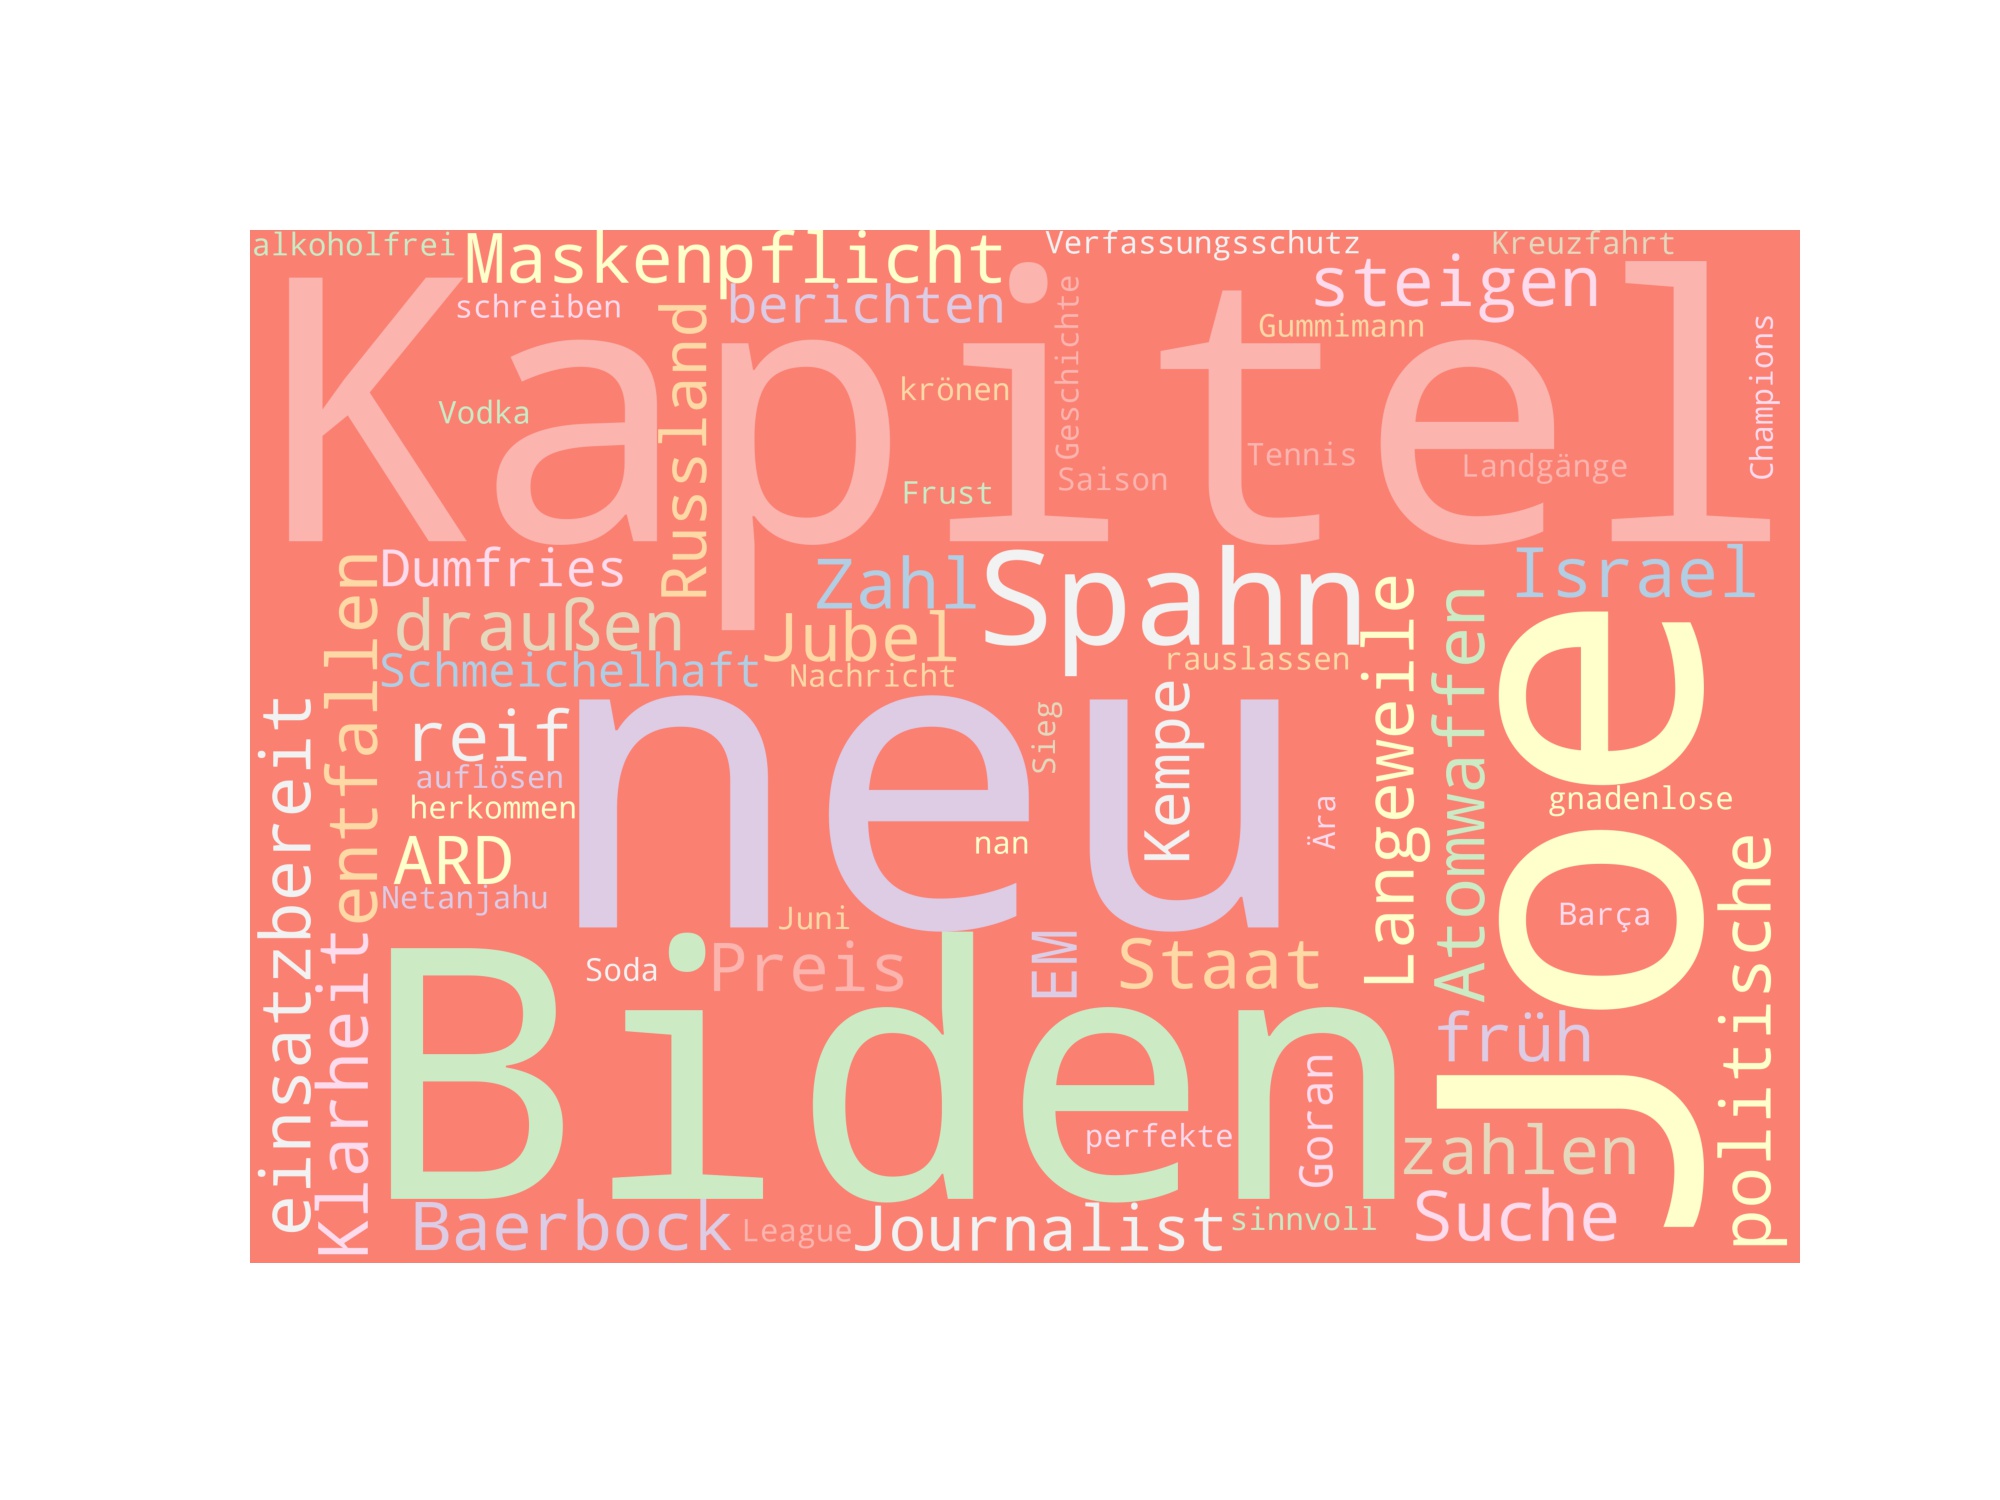 alkoholfrei
Maskenpflicht
Verfassungsschutz
Kreuzfahrt
Kapitel
schreiben
berichten
steigen
Gummimann
Russland
Geschichte
Champions
Vodka
krönen
Frust
Saison
Tennis
Landgänge
Dumfries
Zahl
Spahn
Israel
draußen
Jubel
Schmeichelhaft
Nachricht
rauslassen
entfallen
Langeweile
Atomwaffen
Joe
einsatzbereit
reif
neu
Sieg
Kempe
auflösen
herkommen
gnadenlose
nan
Ära
ARD
Netanjahu
Juni
Barça
politische
Klarheit
Biden
Soda
Preis
EM
Staat
früh
Goran
perfekte
zahlen
Baerbock
League
Journalist
sinnvoll
Suche